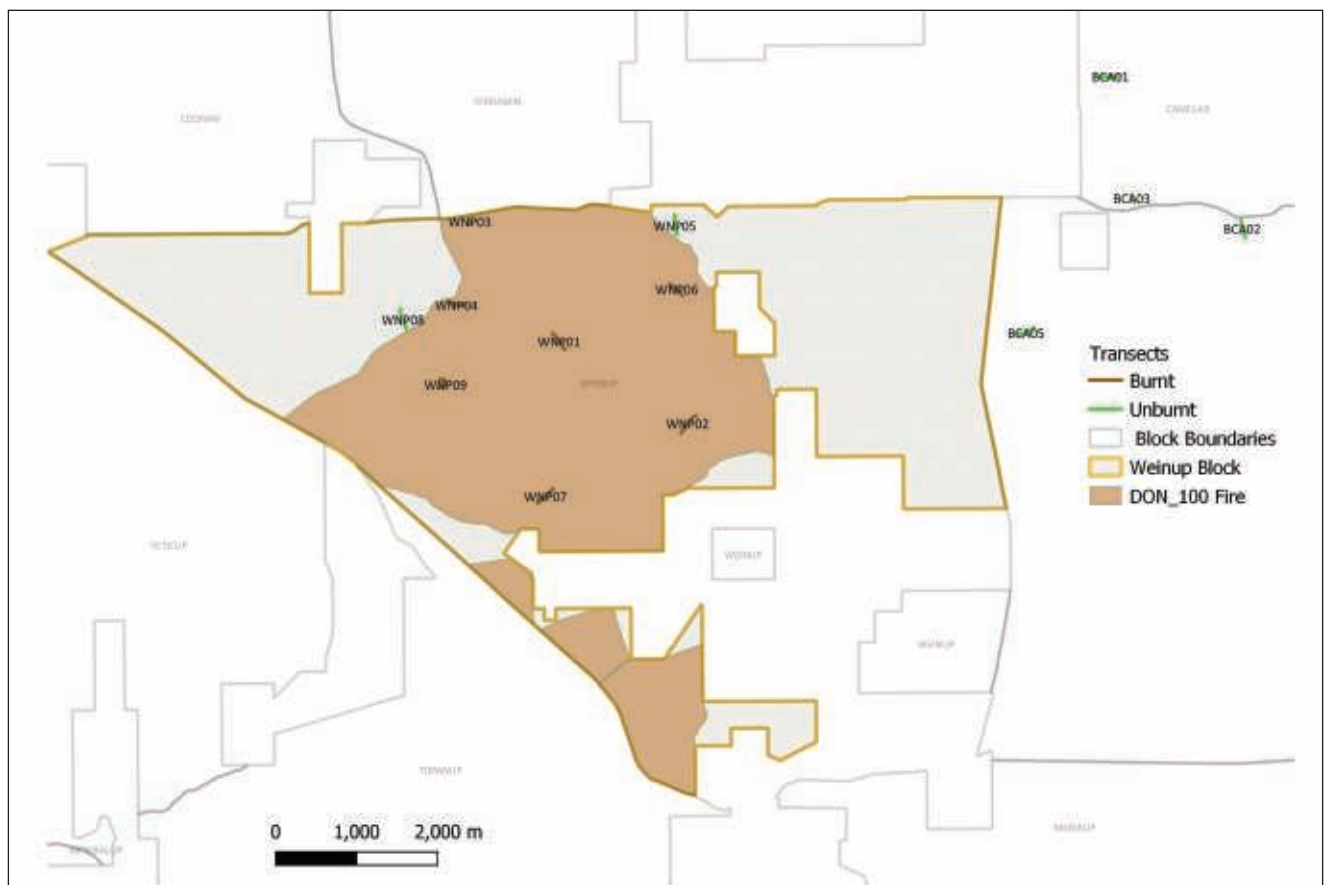 BCA01
BCA03
WNP03
WNP05
BCA02
WNP06
WNP04
WNP08
BCA05
WNP01
Transects
WNP09
Burnt
Unburnt
WNP02
Block Boundaries
Weinup Block
WNP07
DON_100 Fire
0 1,000 2,000 m